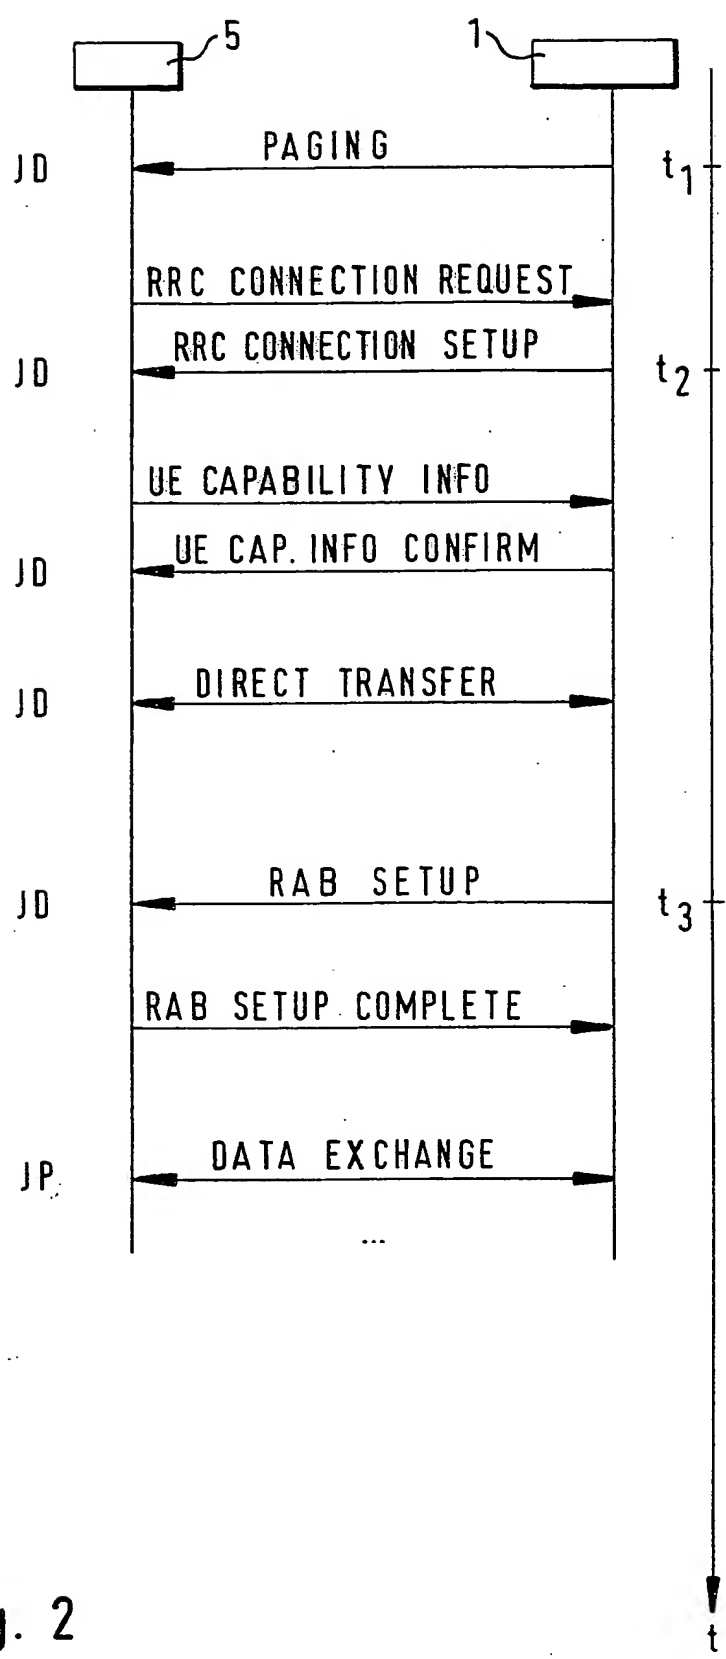 5 1
PAGING
JD t1
RRC CONNECTION REQUEST
RRC CONNECTION SETUP
JD t2
UE CAPABILITY INFO
UE CAP. INFO CONFIRM
JD
DIRECT TRANSFER
JD
RAB SETUP
JD t3
RAB SETUP COMPLETE
DATA EXCHANGE
JP
...
g. 2
t